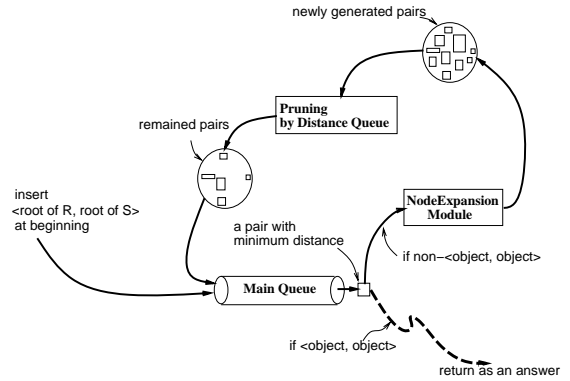 newly generated pairs
Pruning
by Distance Queue
remained pairs
insert
<root of R, root of S>
at beginning
NodeExpansion
Module
a pair with
minimum distance
if non-<object, object>
Main Queue
if <object, object>
return as an answer